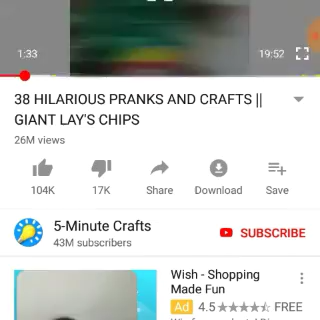 1:33 19:52
38 HILARIOUS PRANKS AND CRAFTS ||
GIANT LAY'S CHIPS
26M views
104K 17K Share Download Save
5-Minute Crafts
43M subscribers
SUBSCRIBE
Wish - Shopping
Made Fun
Ad 4.5 FREE